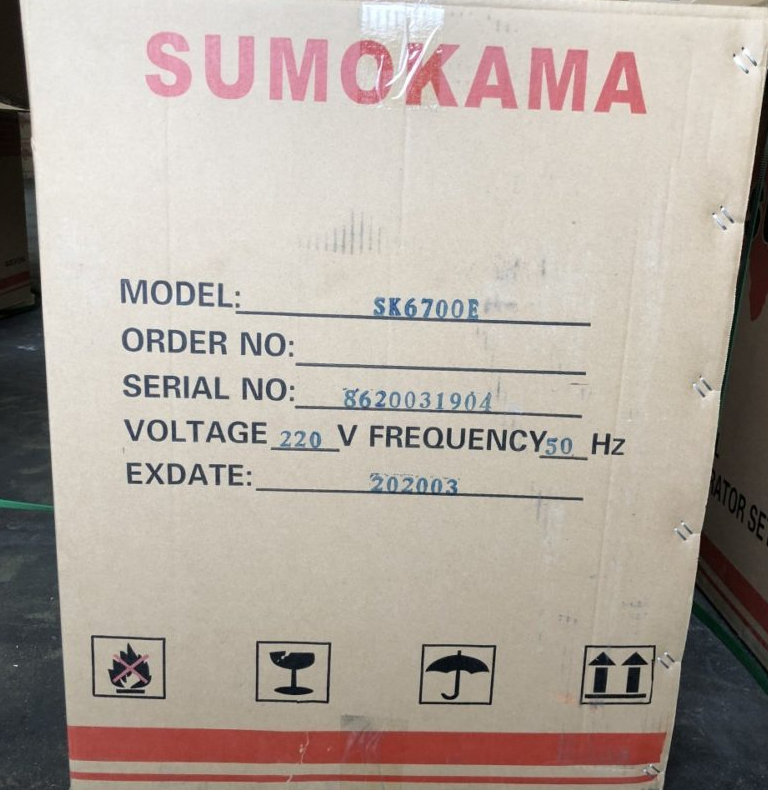 SUMOKAMA
MODEL: SK6700E
ORDER NO:
SERIAL NO: 8620031904
VOLTAGE 220 V FREQUENCY 50 Hz
EXDATE: 202003